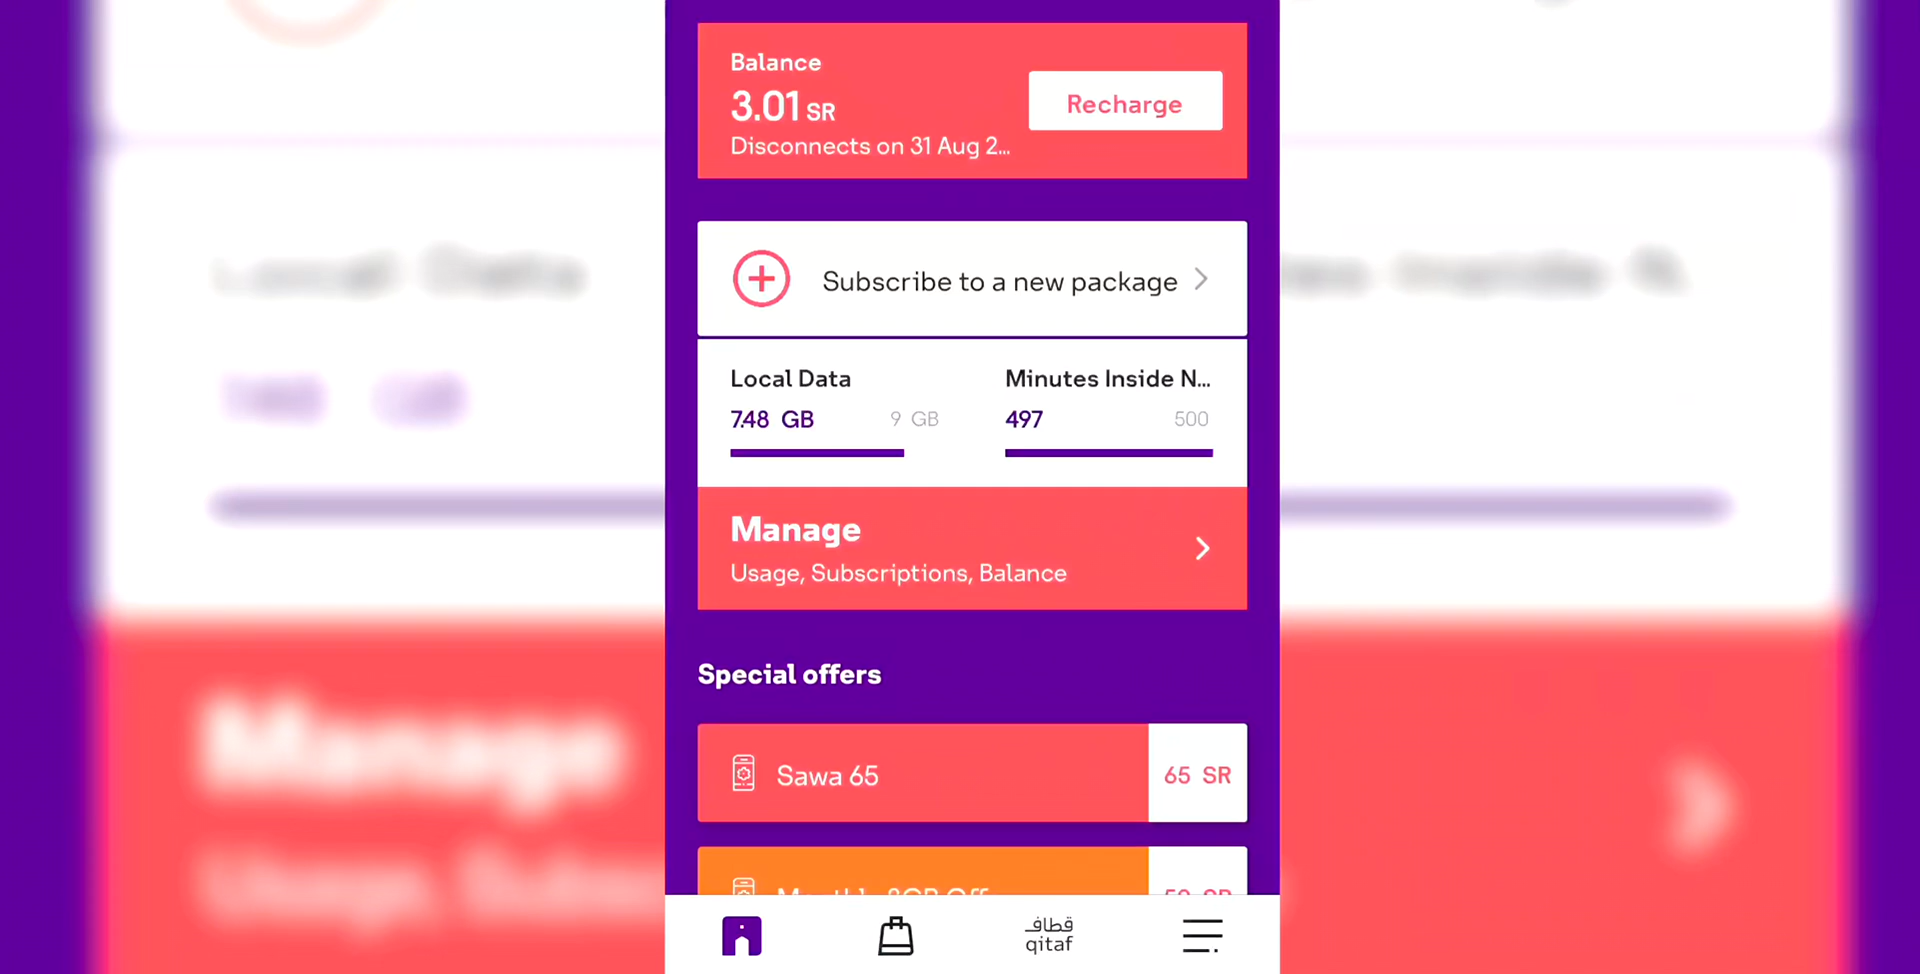 Balance
3.01 SR
Recharge
Disconnects on 31 Aug 2...
Subscribe to a new package
Local Data
7.48 GB 9 GB
Minutes Inside N...
497 500
Manage
Usage, Subscriptions, Balance
Special offers
Sawa 65
65 SR
قطاف
qitaf